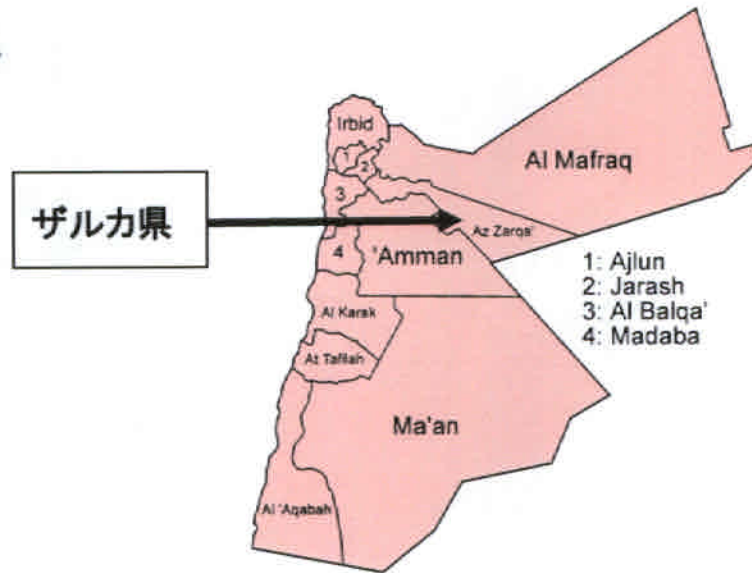 Irbid
1
2
Al Mafraq
ザルカ県
3
Az Zarqa'
4
'Amman
1: Ajlun
2: Jarash
3: Al Balqa'
4: Madaba
Al Karak
At Tafilah
Ma'an
Al 'Aqabah